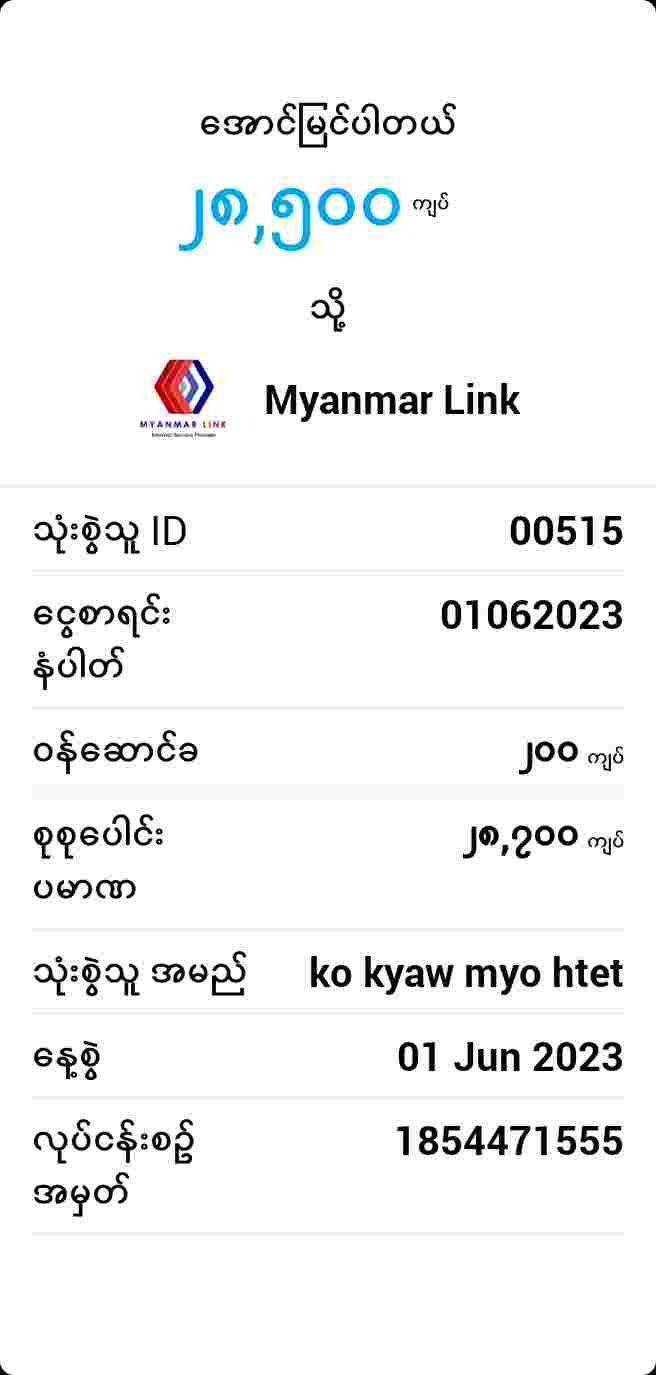 အောင်မြင်ပါတယ်
၂၈,၅၀၀ ကျပ်
သို့
MYANMAR LINK
Internet Service Provider
Myanmar Link
သုံးစွဲသူ ID 00515
ငွေစာရင်း 01062023
နံပါတ်
ဝန်ဆောင်ခ ၂၀၀ ကျပ်
စုစုပေါင်း ၂၈,၇၀၀ ကျပ်
ပမာဏ
သုံးစွဲသူ အမည် ko kyaw myo htet
နေ့စွဲ 01 Jun 2023
လုပ်ငန်းစဥ် 1854471555
အမှတ်